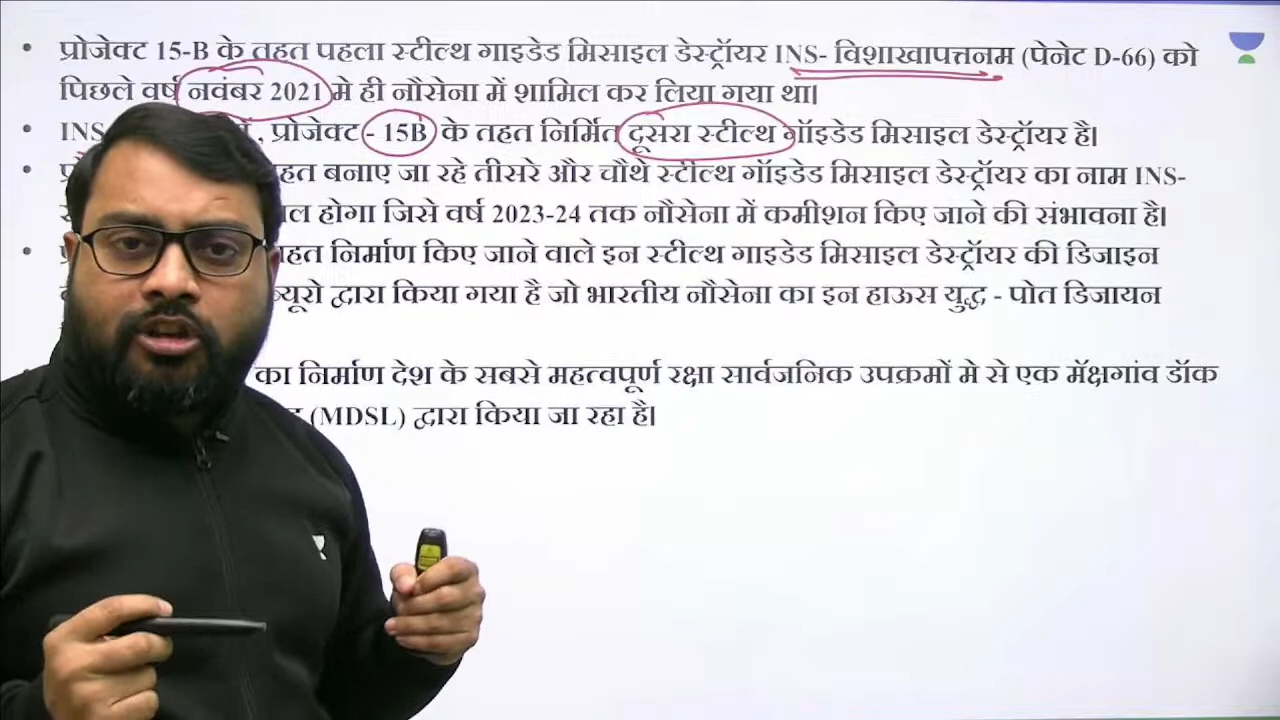 प्रोजेक्ट 15-B के तहत पहला स्टील्थ गाइडेड मिसाइल डेस्ट्रॉयर INS- विशाखापत्तनम (पेनेट D-66) को
पिछले वर्ष नवंबर 2021 मे ही नौसेना में शामिल कर लिया गया था।
INS , प्रोजेक्ट - 15B के तहत निर्मित दूसरा स्टील्थ गॉइडेड मिसाइल डेस्ट्रॉयर है।
हत बनाए जा रहे तीसरे और चौथे स्टील्थ गॉइडेड मिसाइल डेस्ट्रॉयर का नाम INS-
ल होगा जिसे वर्ष 2023-24 तक नौसेना में कमीशन किए जाने की संभावना है।
हत निर्माण किए जाने वाले इन स्टील्थ गाइडेड मिसाइल डेस्ट्रॉयर की डिजाइन
्यूरो द्वारा किया गया है जो भारतीय नौसेना का इन हाऊस युद्ध - पोत डिजायन
का निर्माण देश के सबसे महत्वपूर्ण रक्षा सार्वजनिक उपक्रमों मे से एक मॅक्षगांव डॉक
(MDSL) द्वारा किया जा रहा है।